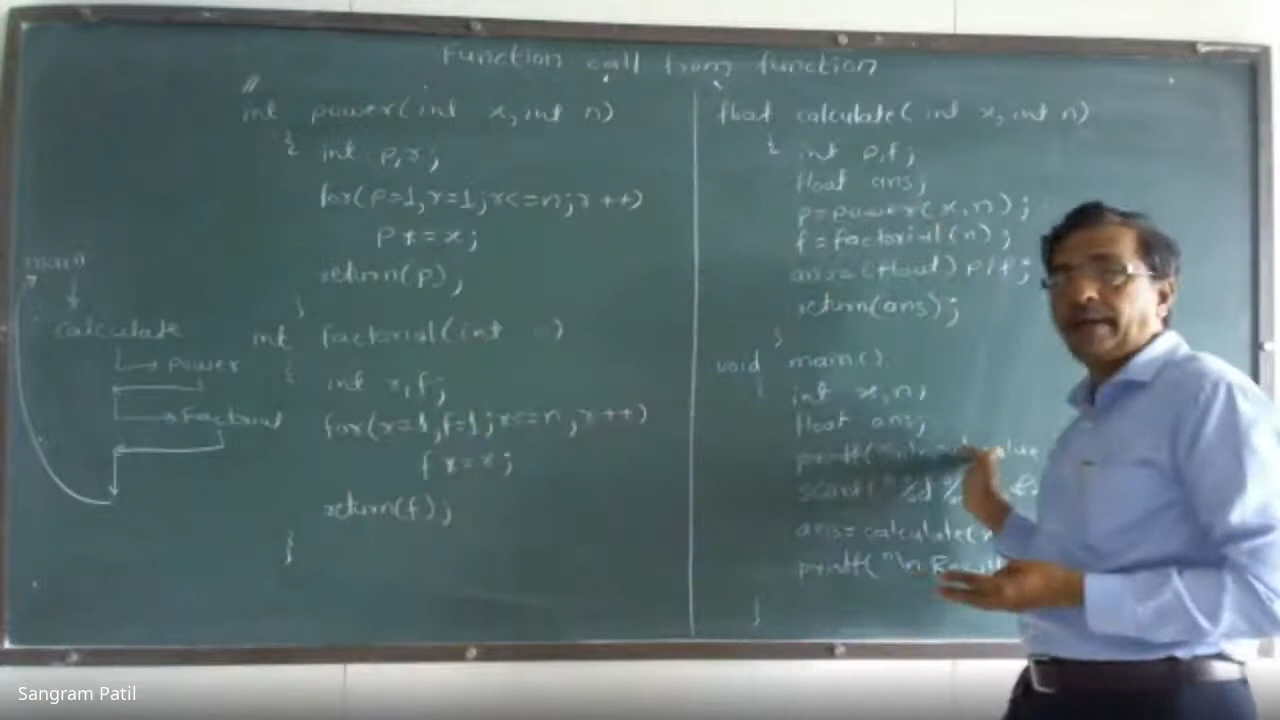 Function call from function
int power(int x, int n)
{ int p,r;
for(p=1,r=1;r<=n;r++)
p*=x;
return(p);
}
int factorial(int )
{ int r,f;
for(r=1,f=1;r<=n,r++)
f*=r;
return(f);
}
main
calculate
Power
Factorial
float calculate( int x, int n)
{ int p,f;
float ans;
p=power(x,n);
f=factorial(n);
ans=(float) p/f;
return(ans);
}
void main()
{ int x,n;
float ans;
printf("\n
scanf("%d %
ans=calculate(
printf("\n Result
}
Sangram Patil